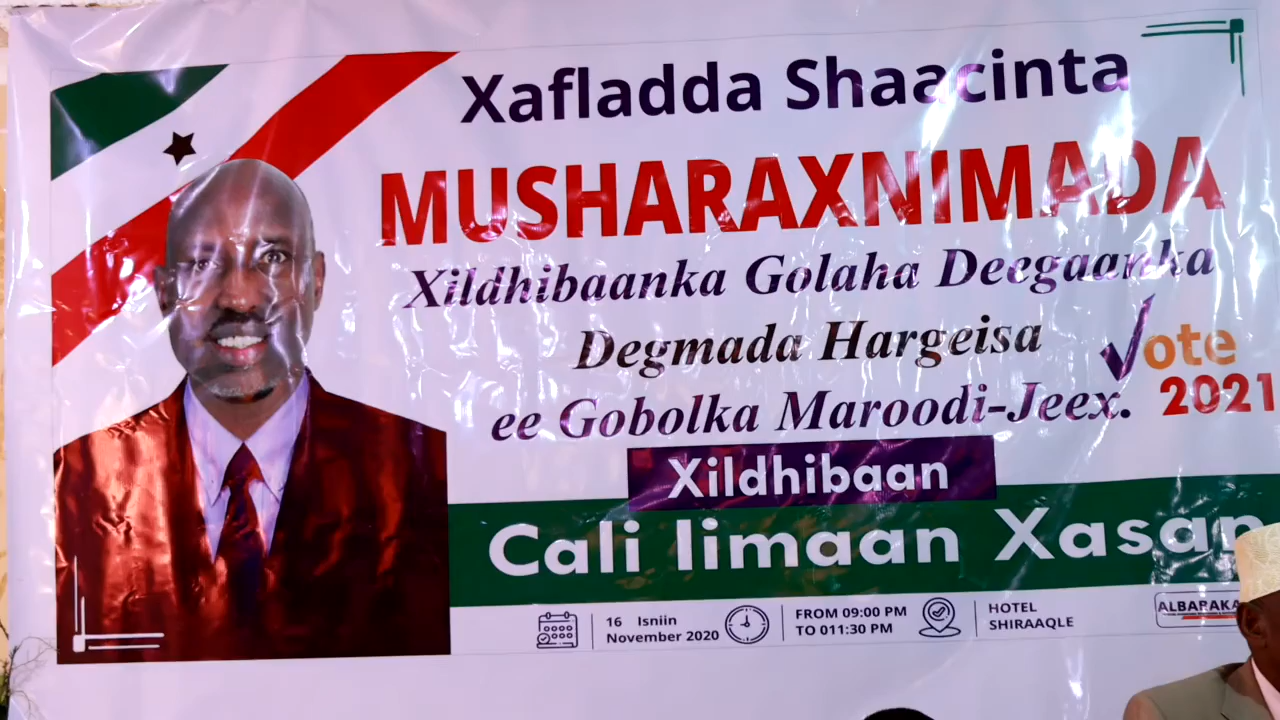 Xafladda Shaacinta
MUSHARAXNIMADA
Xildhibaanka Golaha Deegaanka
Degmada Hargeisa
ee Gobolka Maroodi-Jeex.
Vote
2021
Xildhibaan
Cali Iimaan Xasan
16 Isniin
November 2020
FROM 09:00 PM
TO 011:30 PM
HOTEL
SHIRAAQLE
ALBARAKA